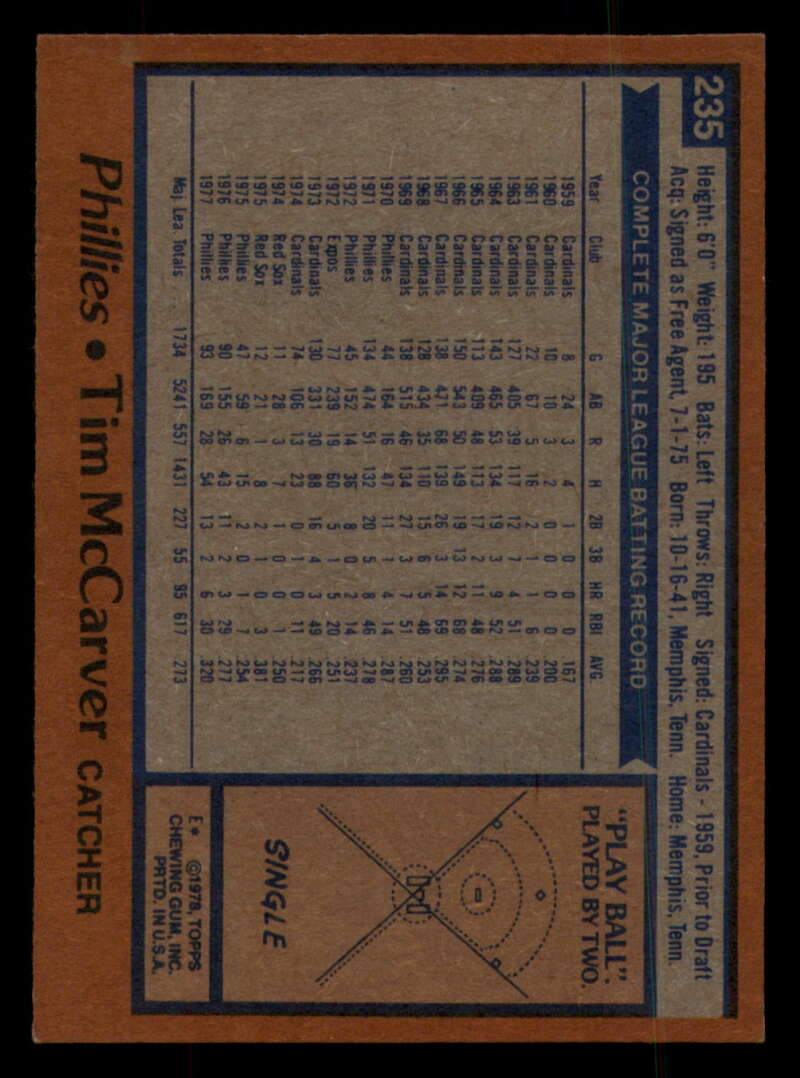 235
Height: 6'0" Weight: 195 Bats: Left Throws: Right Signed: Cardinals - 1959, Prior to Draft
Acq: Signed as Free Agent, 7-1-75 Born: 10-16-41, Memphis, Tenn. Home: Memphis, Tenn.
COMPLETE MAJOR LEAGUE BATTING RECORD
Year Club G AB R H 2B 3B HR RBI AVG
1959 Cardinals 8 24 3 4 1 0 0 0 .167
1960 Cardinals 10 10 3 2 0 0 0 0 .200
1961 Cardinals 22 67 5 16 2 1 1 6 .239
1963 Cardinals 127 405 39 117 12 7 4 51 .289
1964 Cardinals 143 465 53 134 19 3 9 52 .288
1965 Cardinals 113 409 48 113 17 2 11 48 .276
1966 Cardinals 150 543 50 149 19 13 12 68 .274
1967 Cardinals 138 471 68 139 26 3 14 69 .295
1968 Cardinals 128 434 35 110 15 6 5 48 .253
1969 Cardinals 138 515 46 134 27 3 7 51 .260
1970 Phillies 44 164 16 47 11 1 4 14 .287
1971 Phillies 134 474 51 132 20 5 8 46 .278
1972 Phillies 45 152 14 36 8 0 2 14 .237
1972 Expos 77 239 19 60 5 1 5 20 .251
1973 Cardinals 130 331 30 88 16 4 3 49 .266
1974 Cardinals 74 106 13 23 0 1 0 11 .217
1974 Red Sox 11 28 3 7 1 0 0 1 .250
1975 Red Sox 12 21 1 8 2 1 0 3 .381
1975 Phillies 47 59 6 15 2 0 1 7 .254
1976 Phillies 90 155 26 43 11 2 3 29 .277
1977 Phillies 93 169 28 54 13 2 6 30 .320
Maj. Lea. Totals 1734 5241 557 1431 227 55 95 617 .273
"PLAY BALL".
PLAYED BY TWO.
SINGLE
E* ©1978, TOPPS
CHEWING GUM, INC.
PRTD. IN U.S.A.
Phillies • Tim McCarver CATCHER